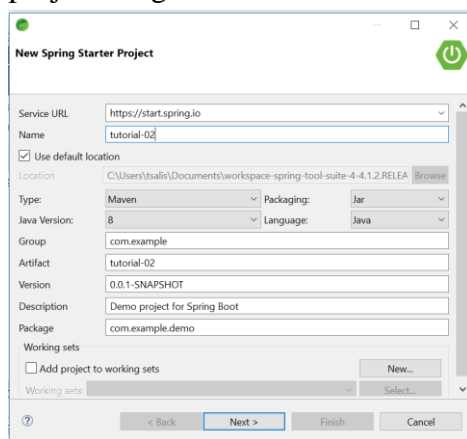 New Spring Starter Project
Service URL https://start.spring.io
Name tutorial-02
Use default location
Location C:\Users\tsalis\Documents\workspace-spring-tool-suite-4-4.1.2.RELEA Browse
Type: Maven Packaging: Jar
Java Version: 8 Language: Java
Group com.example
Artifact tutorial-02
Version 0.0.1-SNAPSHOT
Description Demo project for Spring Boot
Package com.example.demo
Working sets
Add project to working sets New...
Working sets: Select...
? < Back Next > Finish Cancel